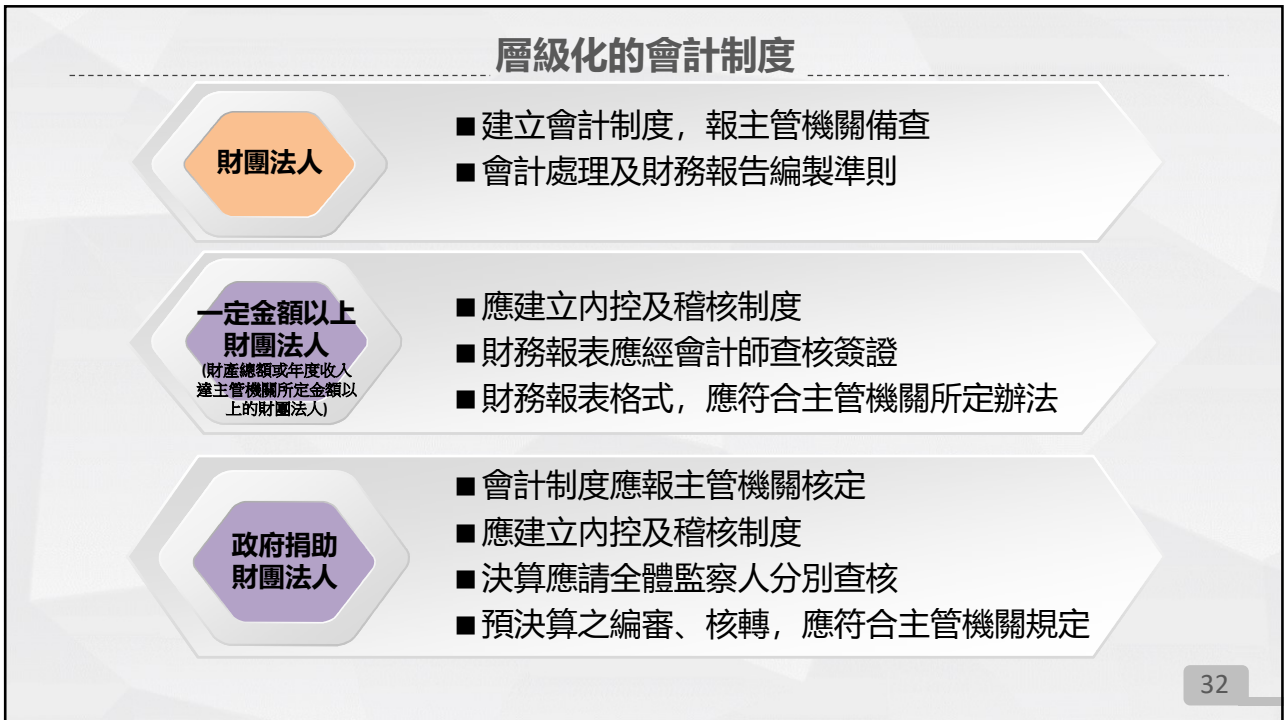 層級化的會計制度
財團法人
■建立會計制度，報主管機關備查
■會計處理及財務報告編製準則
一定金額以上
財團法人
(財產總額或年度收入
達主管機關所定金額以
上的財團法人)
■應建立內控及稽核制度
■財務報表應經會計師查核簽證
■財務報表格式，應符合主管機關所定辦法
政府捐助
財團法人
■會計制度應報主管機關核定
■應建立內控及稽核制度
■決算應請全體監察人分別查核
■預決算之編審、核轉，應符合主管機關規定
32